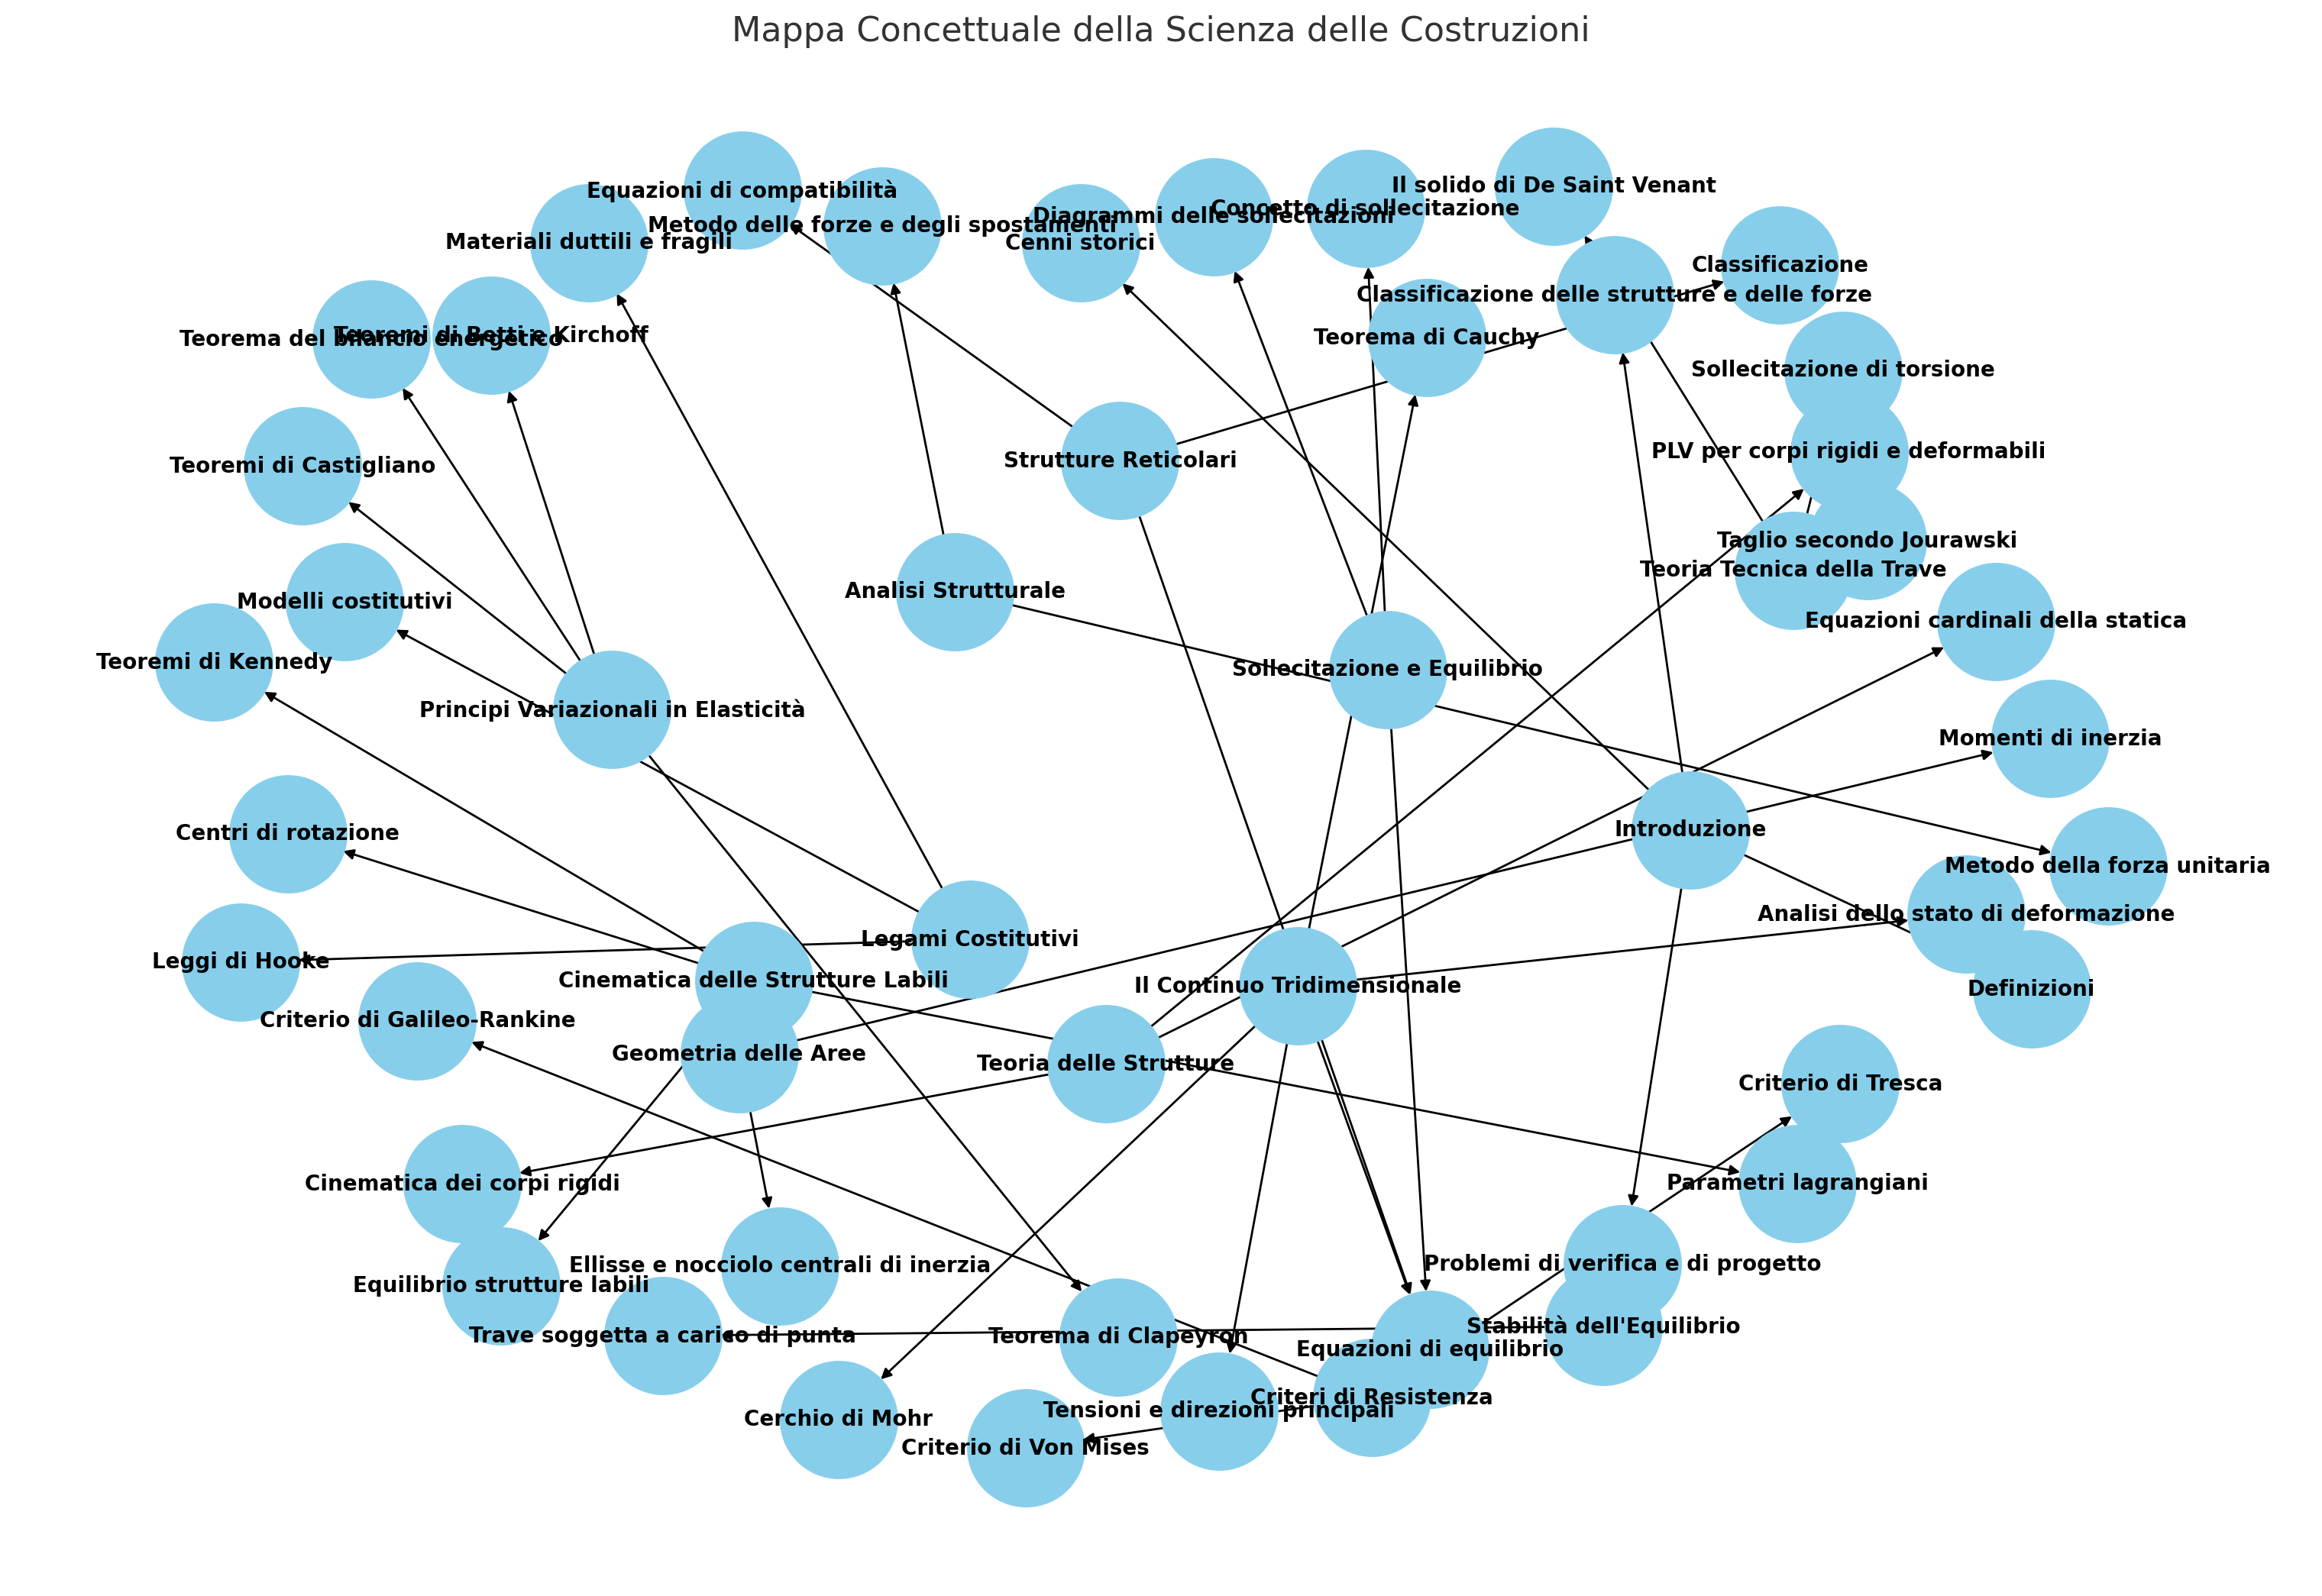 Mappa Concettuale della Scienza delle Costruzioni
Il solido di De Saint Venant
Equazioni di compatibilità
Concetto di sollecitazione
Diagrammi delle sollecitazioni
Metodo delle forze e degli spostamenti
Materiali duttili e fragili
Cenni storici
Classificazione
Classificazione delle strutture e delle forze
Teorema del bilancio energetico
Teoremi di Betti e Kirchoff
Teorema di Cauchy
Sollecitazione di torsione
PLV per corpi rigidi e deformabili
Strutture Reticolari
Teoremi di Castigliano
Taglio secondo Jourawski
Teoria Tecnica della Trave
Analisi Strutturale
Modelli costitutivi
Equazioni cardinali della statica
Teoremi di Kennedy
Sollecitazione e Equilibrio
Principi Variazionali in Elasticità
Momenti di inerzia
Centri di rotazione
Introduzione
Metodo della forza unitaria
Analisi dello stato di deformazione
Legami Costitutivi
Leggi di Hooke
Cinematica delle Strutture Labili
Il Continuo Tridimensionale
Definizioni
Criterio di Galileo-Rankine
Geometria delle Aree
Teoria delle Strutture
Criterio di Tresca
Cinematica dei corpi rigidi
Parametri lagrangiani
Ellisse e nocciolo centrali di inerzia
Problemi di verifica e di progetto
Equilibrio strutture labili
Stabilità dell'Equilibrio
Trave soggetta a carico di punta
Teorema di Clapeyron
Equazioni di equilibrio
Criteri di Resistenza
Tensioni e direzioni principali
Cerchio di Mohr
Criterio di Von Mises